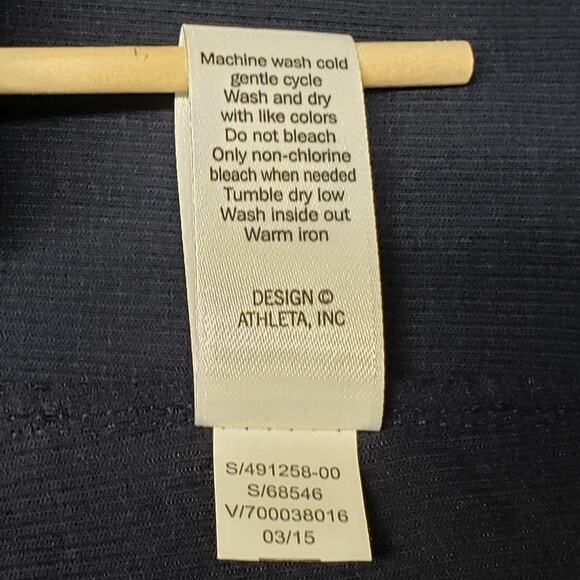 Machine wash cold
gentle cycle
Wash and dry
with like colors
Do not bleach
Only non-chlorine
bleach when needed
Tumble dry low
Wash inside out
Warm iron
DESIGN ©
ATHLETA, INC
S/491258-00
S/68546
V/700038016
03/15